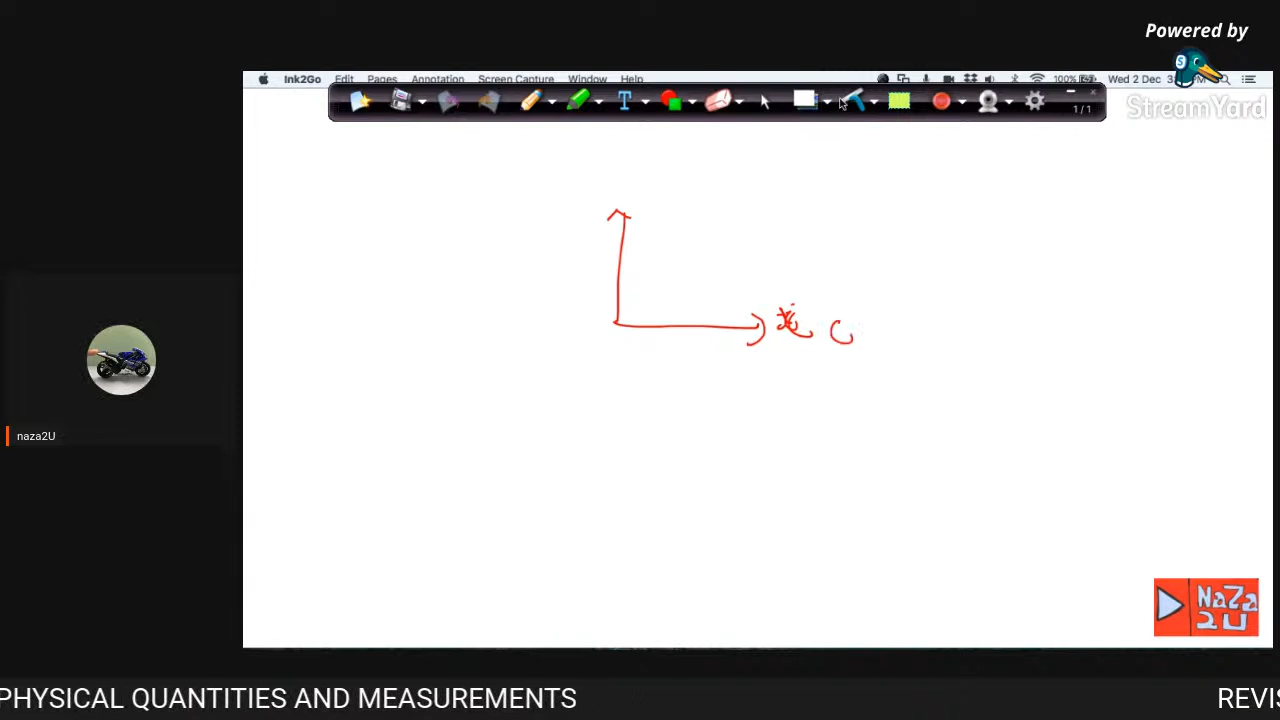 Powered by
StreamYard
Ink2Go Edit Pages Annotation Screen Capture Window Help 100% Wed 2 Dec
1 / 1
naza2U
NaZa
2U
PHYSICAL QUANTITIES AND MEASUREMENTS REVIS